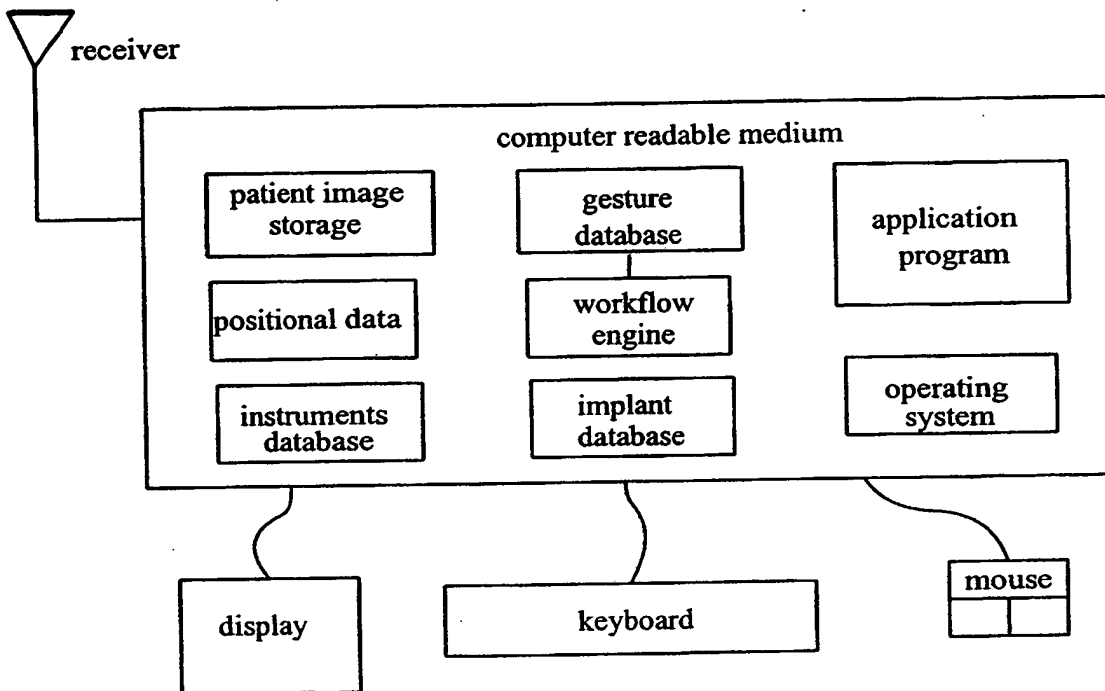 receiver
computer readable medium
patient image
storage
gesture
database
application
program
positional data
workflow
engine
instruments
database
implant
database
operating
system
display
keyboard
mouse